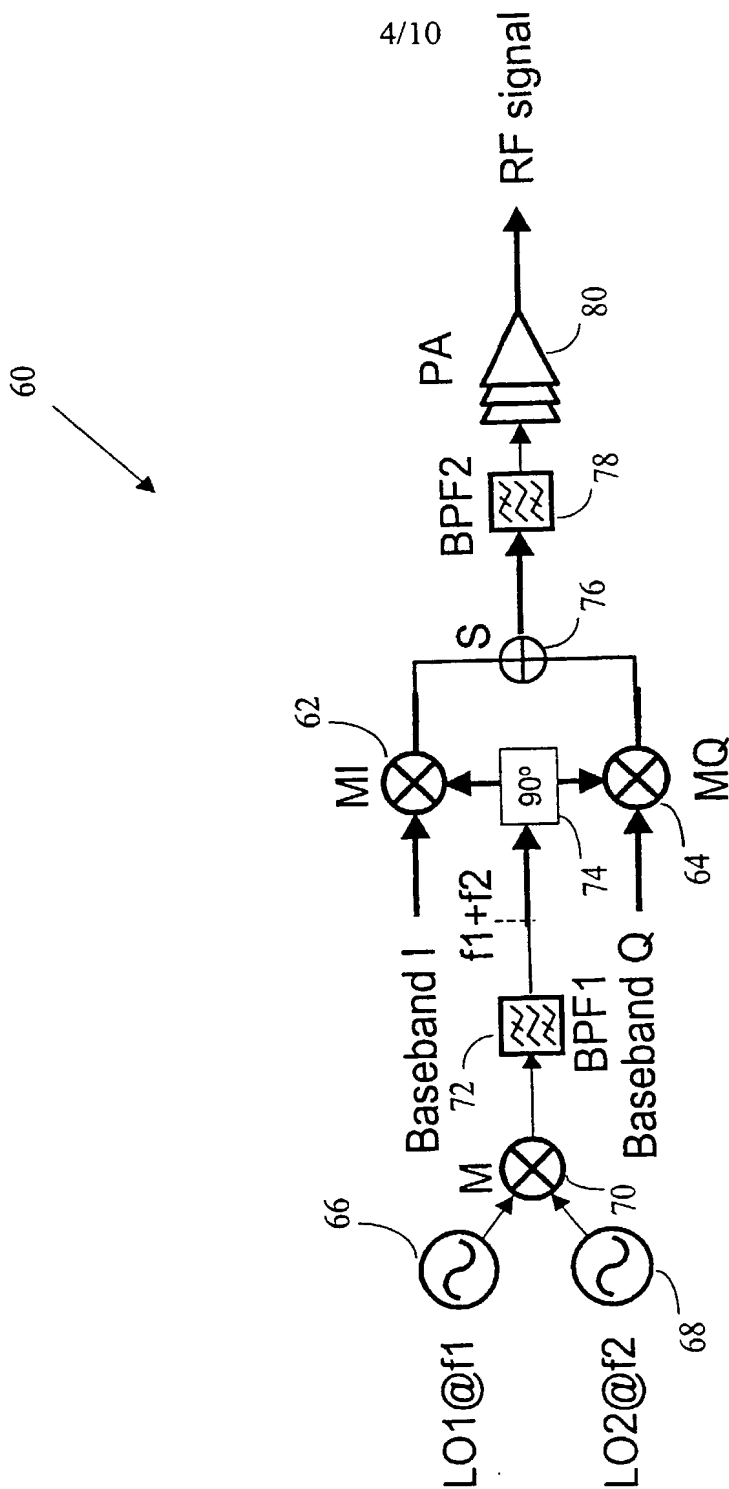 4/10
60
LO1@f1
66
LO2@f2
68
M
70
72
BPF1
f1+f2
Baseband I
Baseband Q
MI
62
90°
74
MQ
64
S
76
BPF2
78
PA
80
RF signal